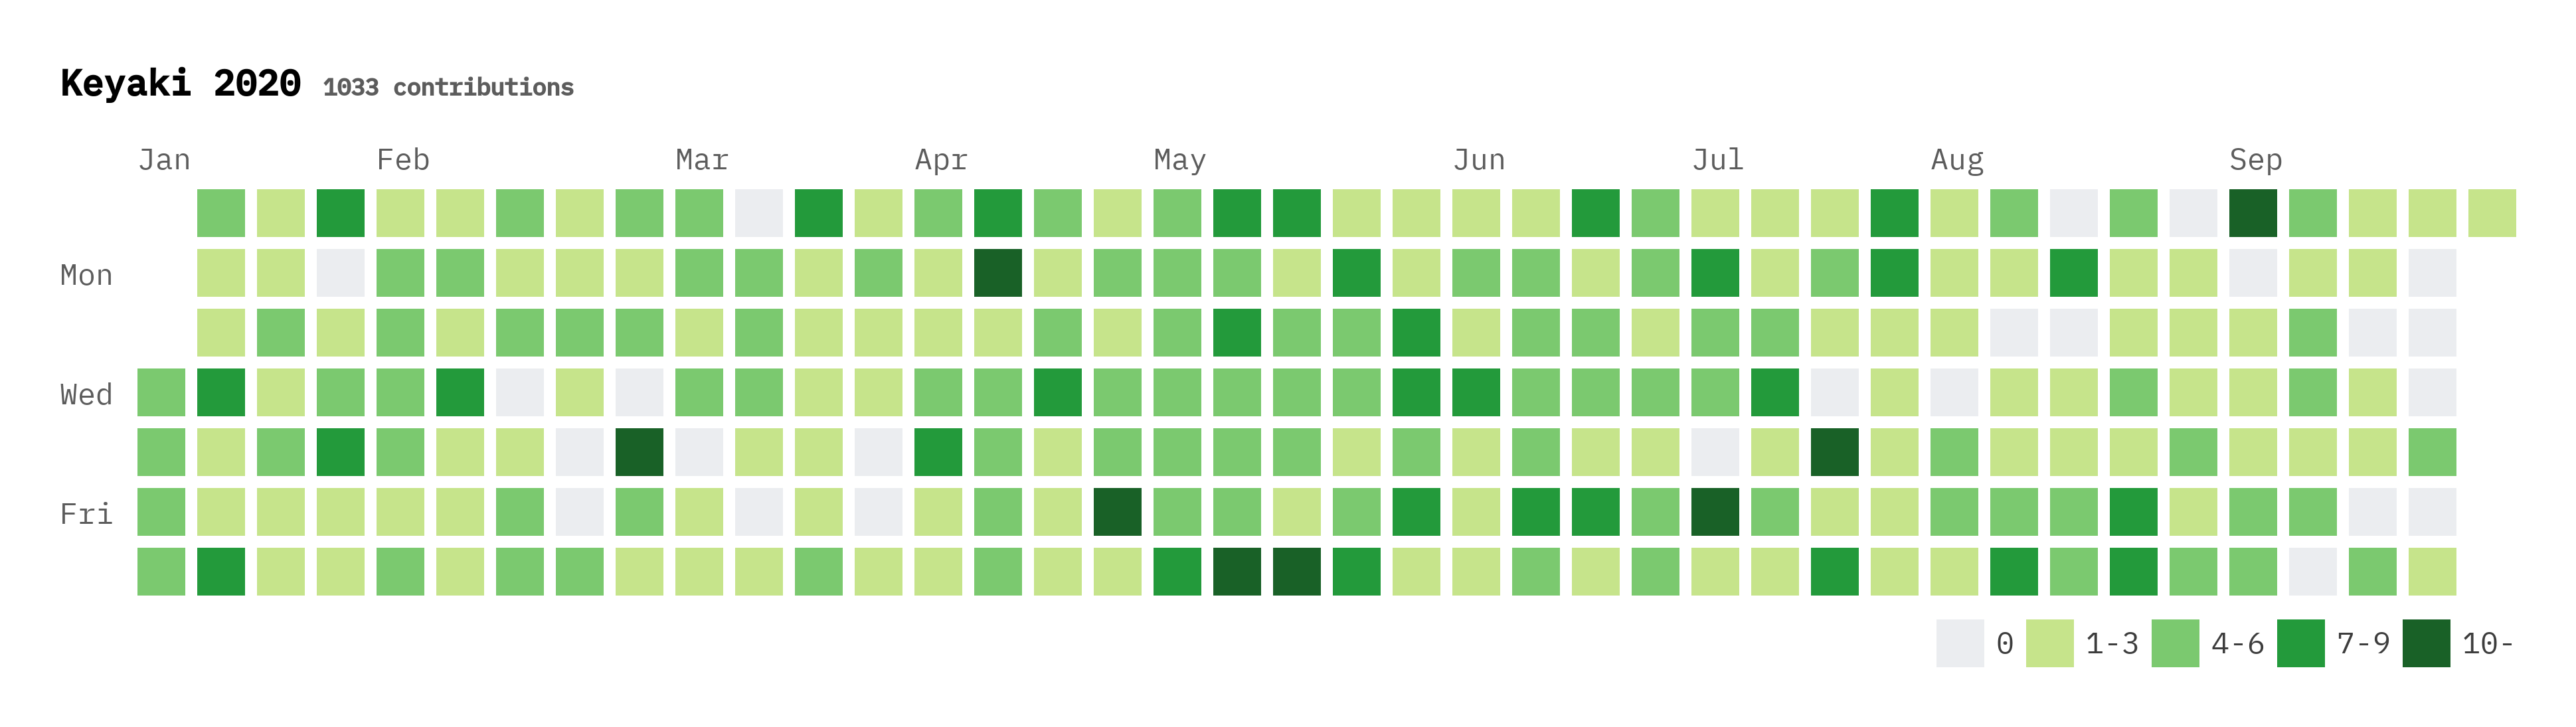 Keyaki 2020 1033 contributions
Jan Feb Mar Apr May Jun Jul Aug Sep
Mon
Wed
Fri
0 1-3 4-6 7-9 10-